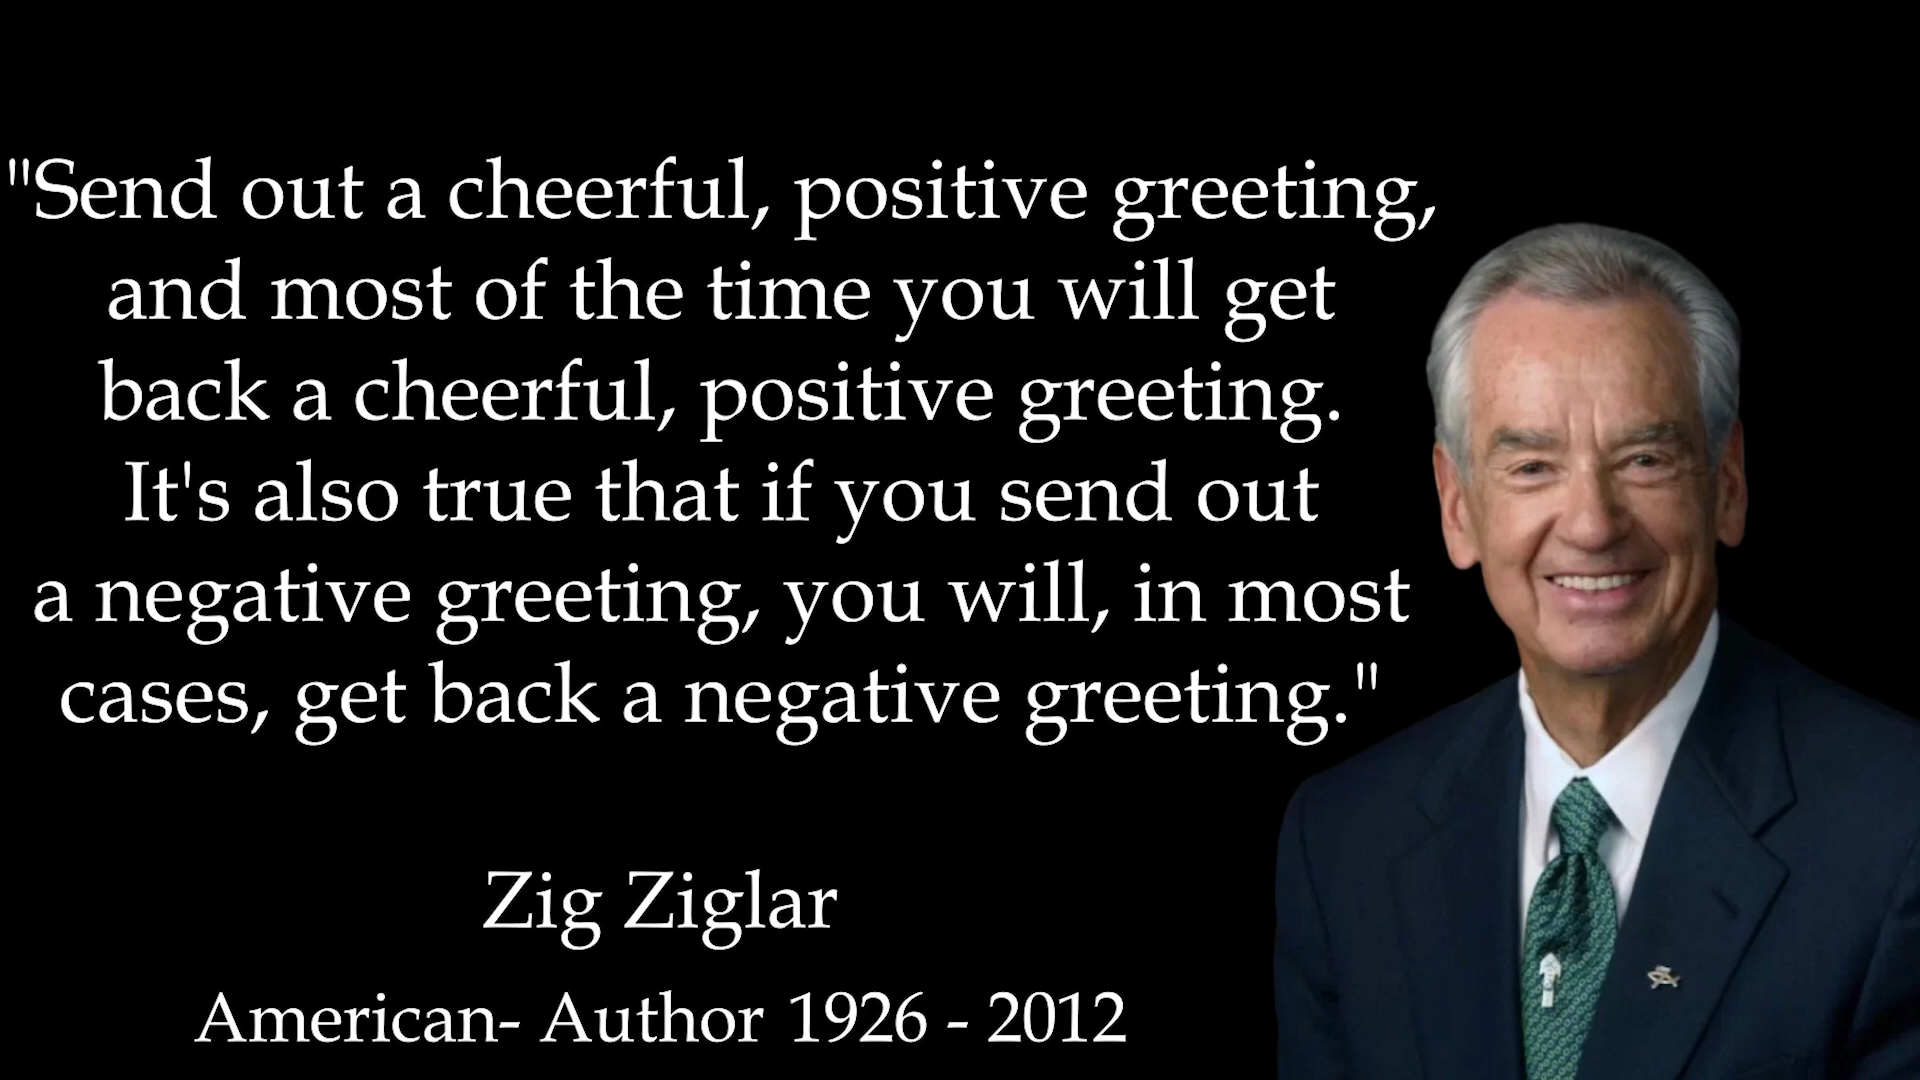 "Send out a cheerful, positive greeting,
and most of the time you will get
back a cheerful, positive greeting.
It's also true that if you send out
a negative greeting, you will, in most
cases, get back a negative greeting."
Zig Ziglar
American- Author 1926 - 2012